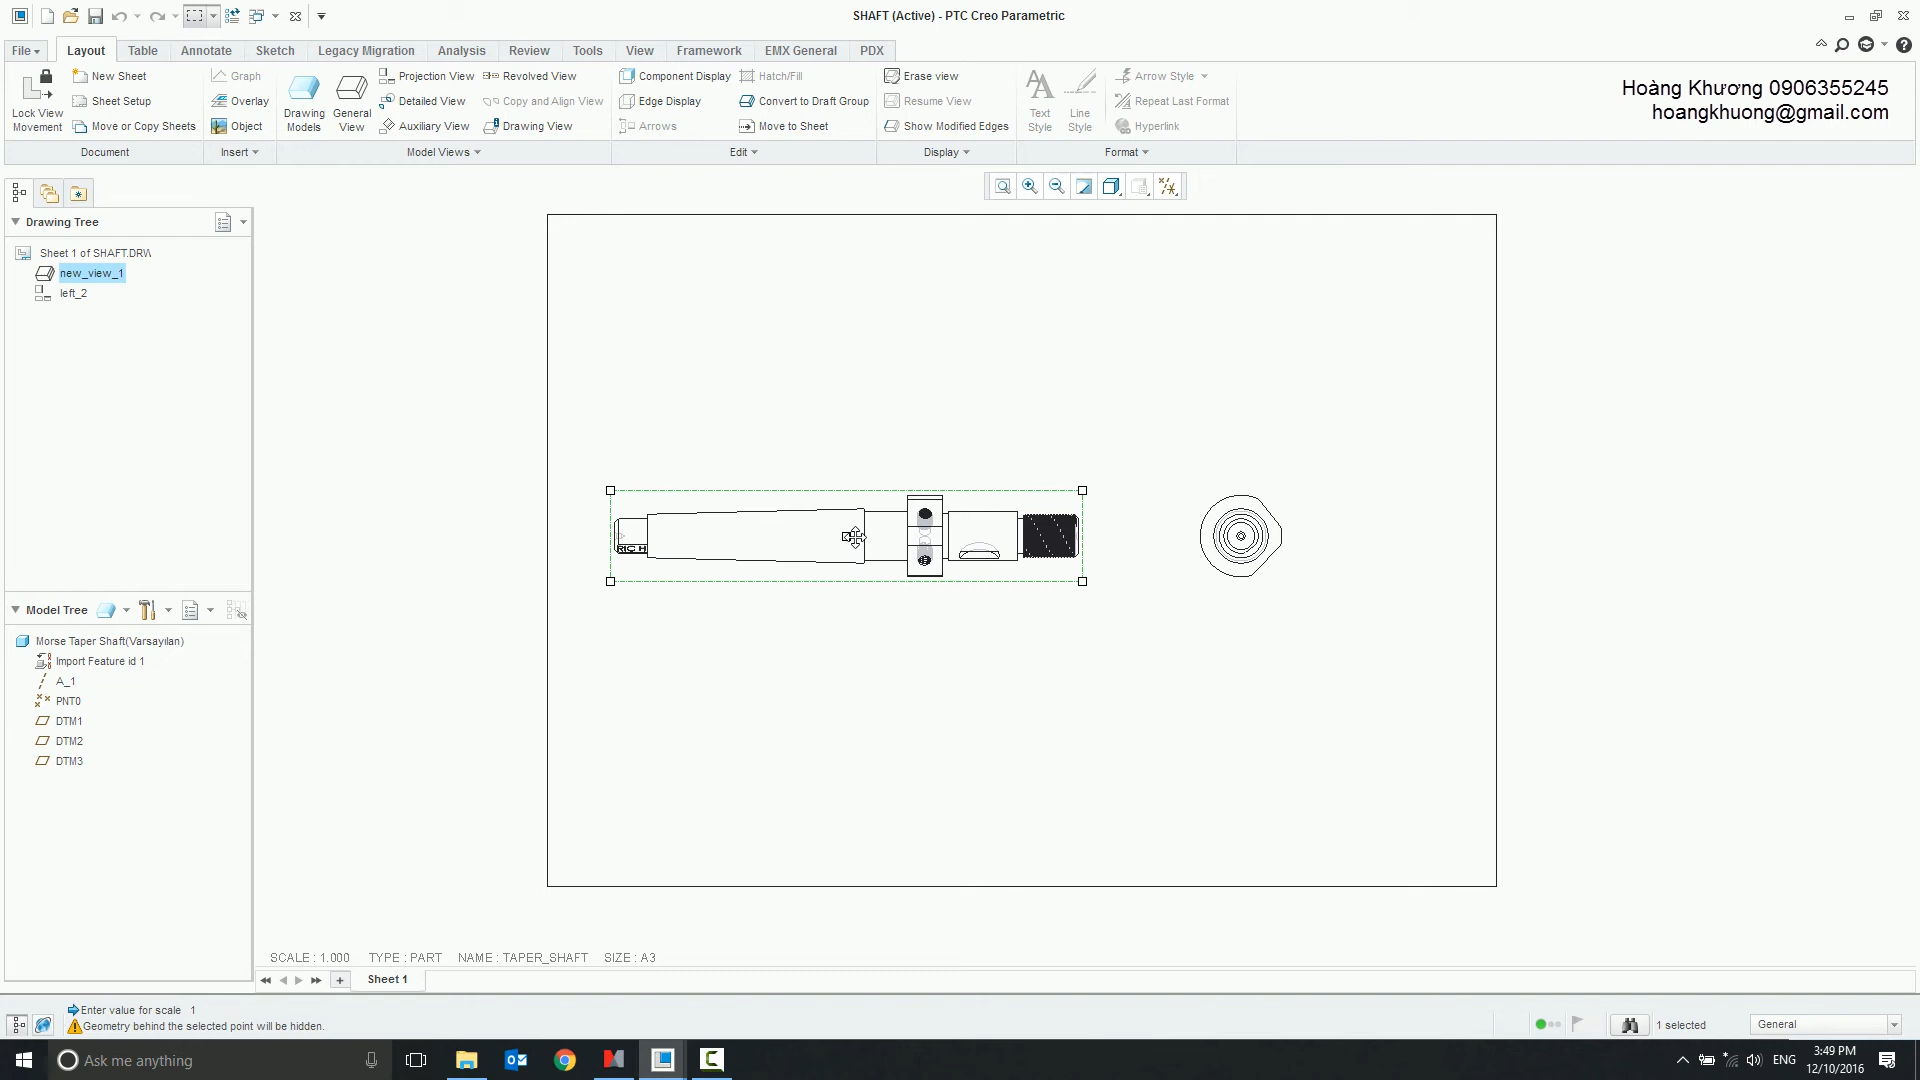 SHAFT (Active) - PTC Creo Parametric
File
Layout
Table
Annotate
Sketch
Legacy Migration
Analysis
Review
Tools
View
Framework
EMX General
PDX
Lock View
Movement
New Sheet
Sheet Setup
Move or Copy Sheets
Document
Graph
Overlay
Object
Insert
Drawing
Models
General
View
Projection View
Detailed View
Auxiliary View
Revolved View
Copy and Align View
Drawing View
Model Views
Component Display
Edge Display
Arrows
Hatch/Fill
Convert to Draft Group
Move to Sheet
Edit
Erase view
Resume View
Show Modified Edges
Display
Text
Style
Line
Style
Arrow Style
Repeat Last Format
Hyperlink
Format
Hoàng Khương 0906355245
hoangkhuong@gmail.com
Drawing Tree
Sheet 1 of SHAFT.DRW
new_view_1
left_2
Model Tree
Morse Taper Shaft(Varsayılan)
Import Feature id 1
A_1
PNT0
DTM1
DTM2
DTM3
RICH
SCALE : 1.000 TYPE : PART NAME : TAPER_SHAFT SIZE : A3
Sheet 1
Enter value for scale 1
Geometry behind the selected point will be hidden.
1 selected
General
Ask me anything
ENG
3:49 PM
12/10/2016